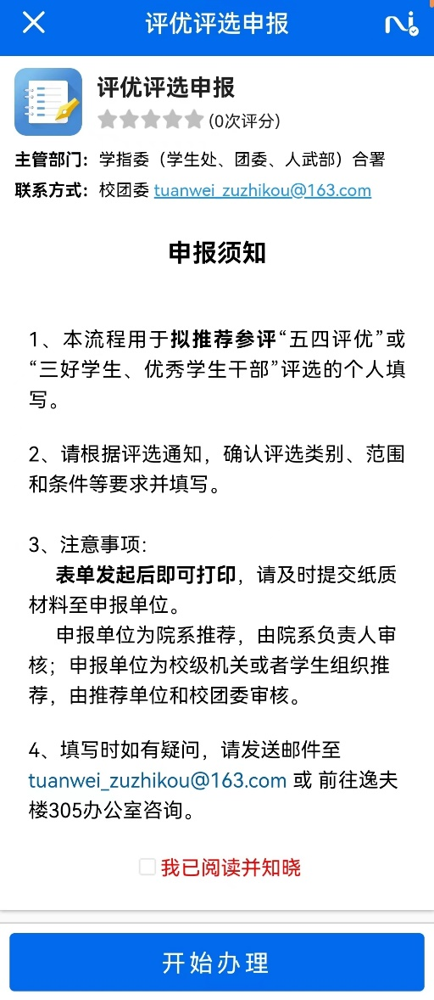 评优评选申报
评优评选申报
(0次评分)
主管部门：学指委（学生处、团委、人武部）合署
联系方式：校团委 tuanwei_zuzhikou@163.com
申报须知
1、本流程用于拟推荐参评“五四评优”或
“三好学生、优秀学生干部”评选的个人填
写。
2、请根据评选通知，确认评选类别、范围
和条件等要求并填写。
3、注意事项:
表单发起后即可打印，请及时提交纸质
材料至申报单位。
申报单位为院系推荐，由院系负责人审
核；申报单位为校级机关或者学生组织推
荐，由推荐单位和校团委审核。
4、填写时如有疑问，请发送邮件至
tuanwei_zuzhikou@163.com 或 前往逸夫
楼305办公室咨询。
我已阅读并知晓
开始办理